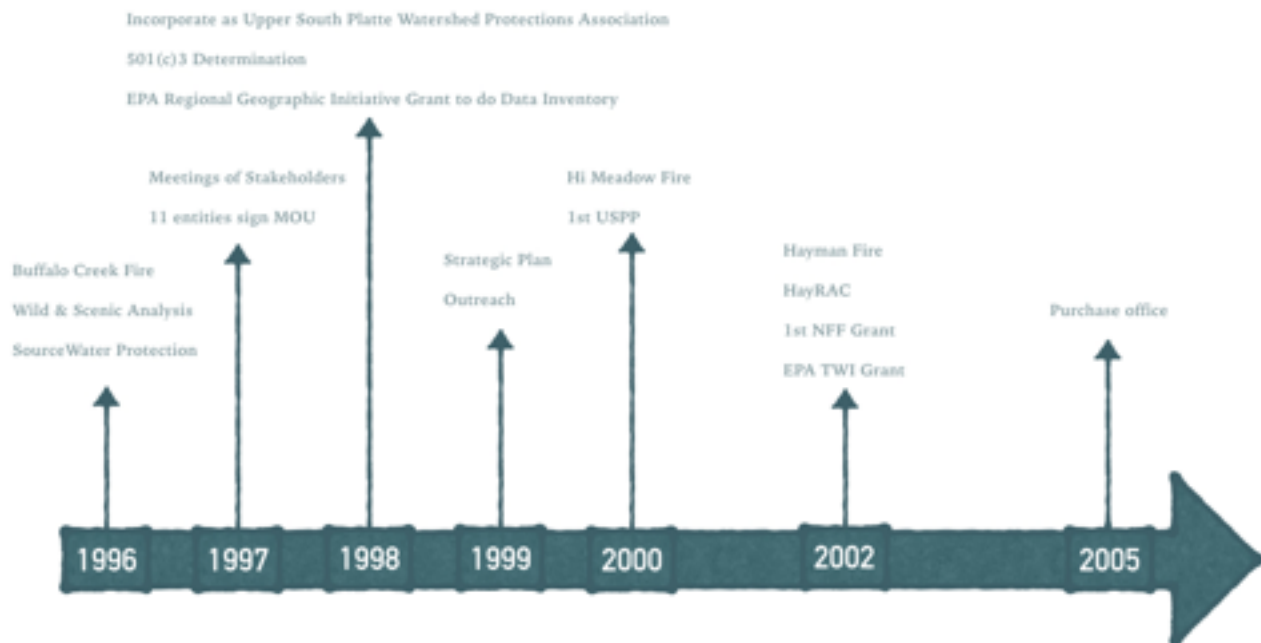 Incorporate as Upper South Platte Watershed Protections Association
501(c)3 Determination
EPA Regional Geographic Initiative Grant to do Data Inventory
Meetings of Stakeholders
11 entities sign MOU
Hi Meadow Fire
1st USPP
Buffalo Creek Fire
Wild & Scenic Analysis
SourceWater Protection
Strategic Plan
Outreach
Hayman Fire
HayRAC
1st NFF Grant
EPA TWI Grant
Purchase office
1996
1997
1998
1999
2000
2002
2005